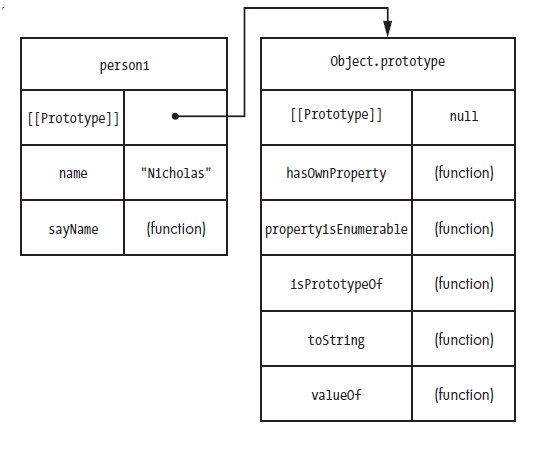 person1
[[Prototype]]
name "Nicholas"
sayName (function)
Object.prototype
[[Prototype]] null
hasOwnProperty (function)
propertyisEnumerable (function)
isPrototypeOf (function)
toString (function)
valueOf (function)